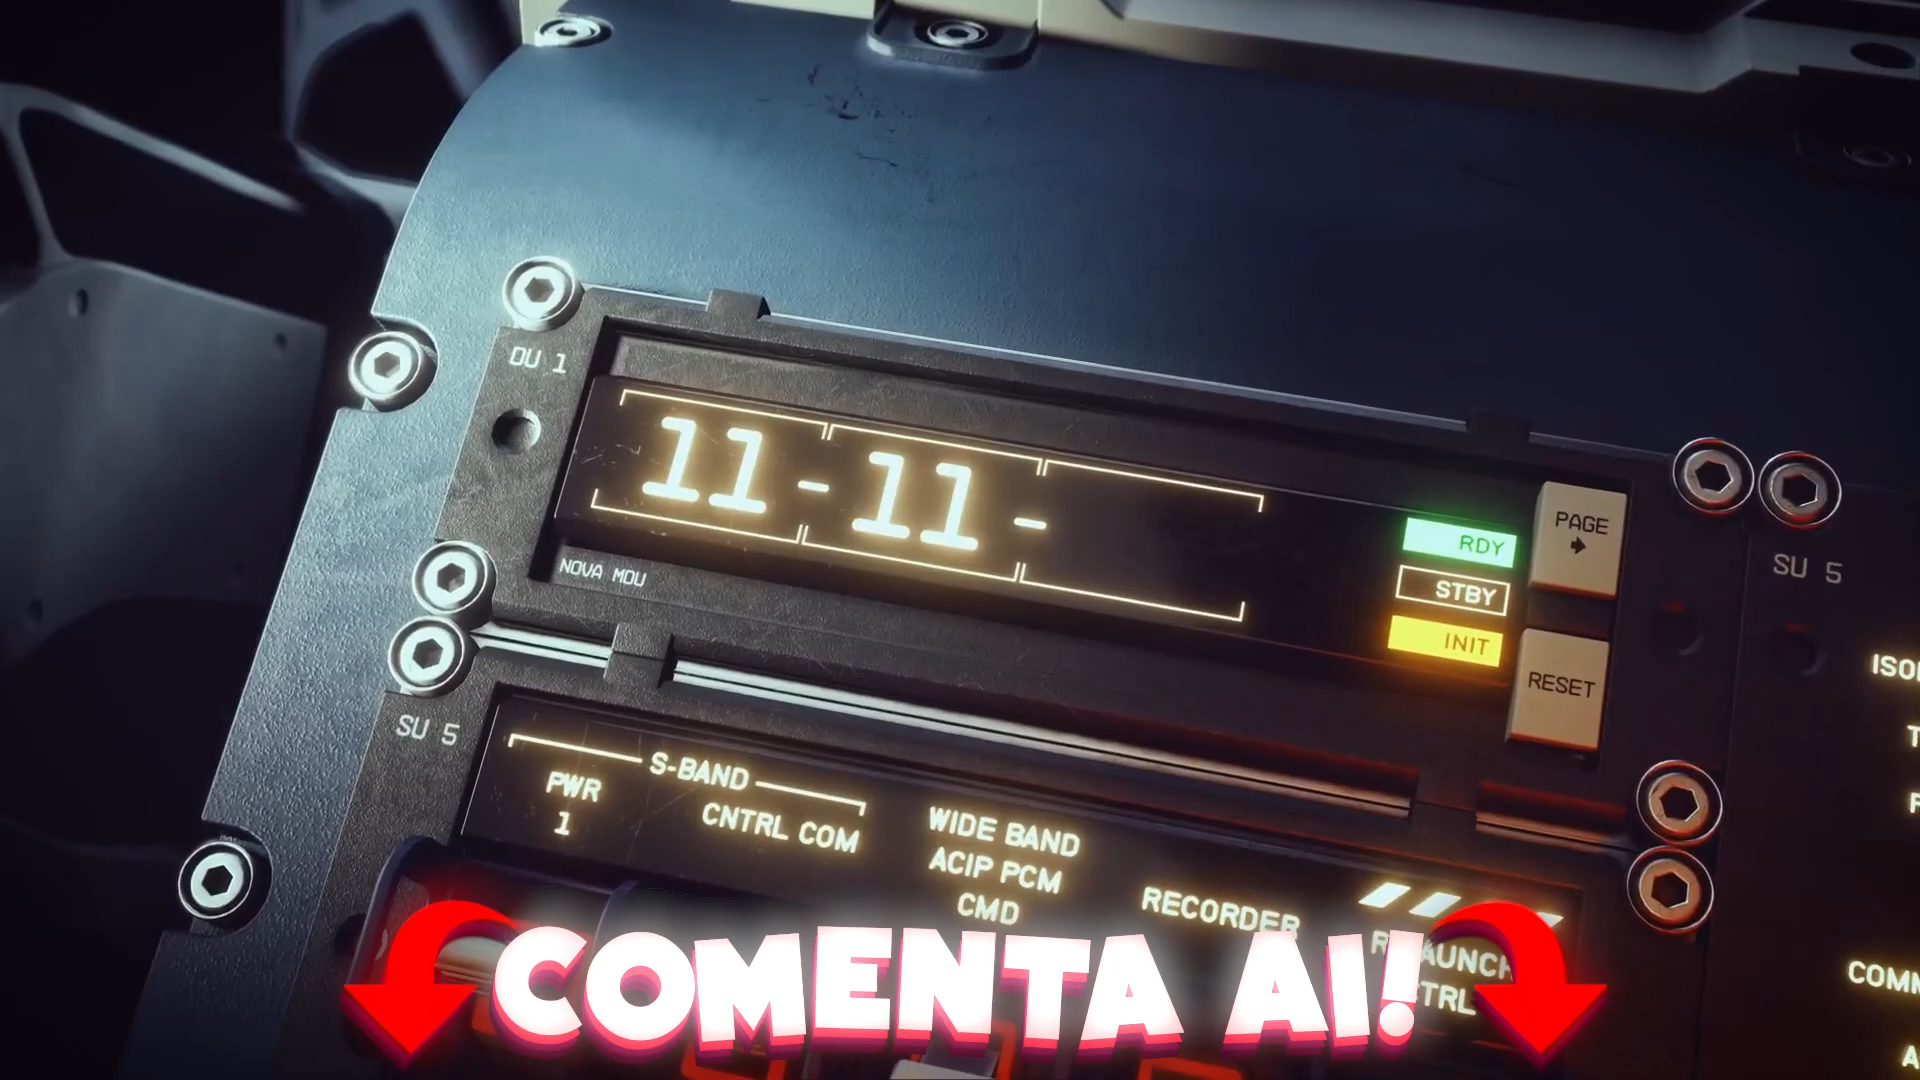 DU 1
11-11-
RDY
STBY
INIT
PAGE
RESET
NOVA MDU
SU 5
SU 5
S-BAND
PWR
1
CNTRL COM
WIDE BAND
ACIP PCM
CMD
RECORDER
COMENTA AI!